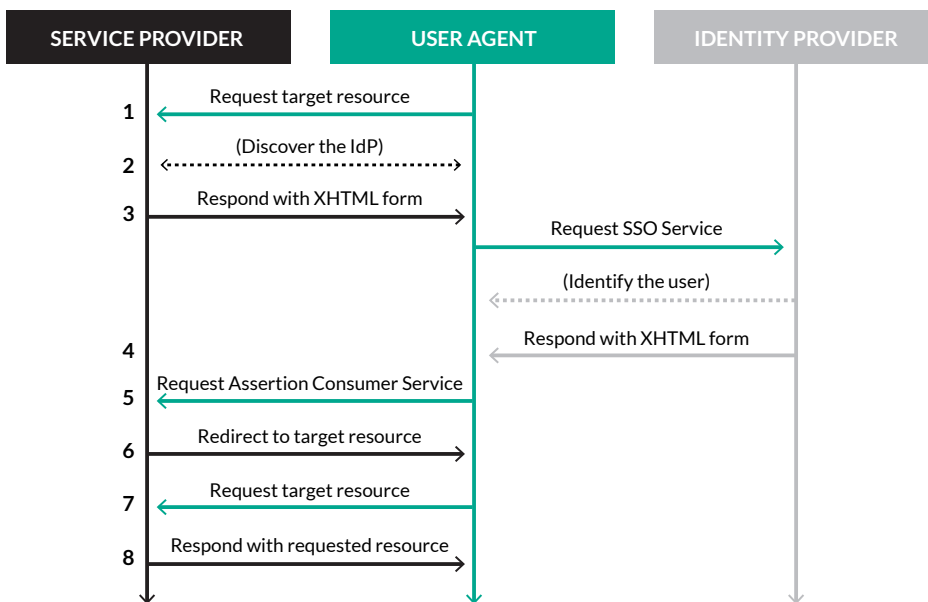 SERVICE PROVIDER
USER AGENT
IDENTITY PROVIDER
Request target resource
1
(Discover the IdP)
2
Respond with XHTML form
3
Request SSO Service
(Identify the user)
Respond with XHTML form
4
Request Assertion Consumer Service
5
Redirect to target resource
6
Request target resource
7
Respond with requested resource
8